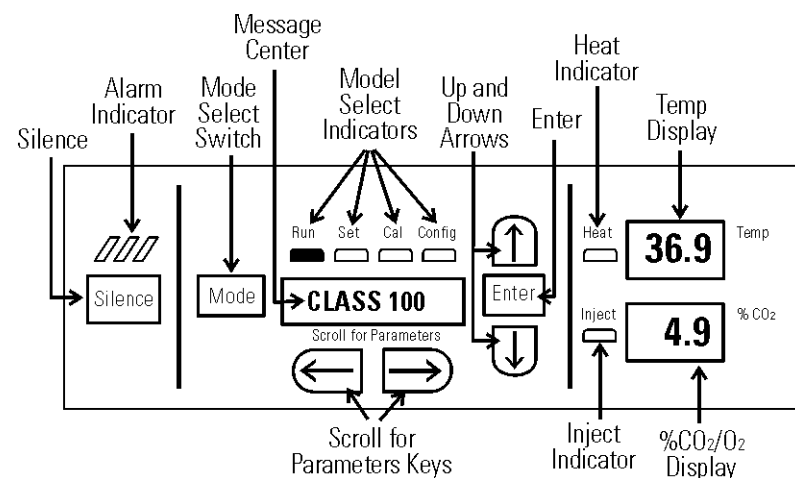 Message
Center
Alarm
Indicator
Mode
Select
Switch
Model
Select
Indicators
Up and
Down
Arrows
Enter
Heat
Indicator
Temp
Display
Silence
Run Set Cal Config
Heat
36.9 Temp
Silence
Mode
CLASS 100
Enter
Inject
4.9 % CO₂
Scroll for Parameters
Scroll for
Parameters Keys
Inject
Indicator
%CO₂/O₂
Display